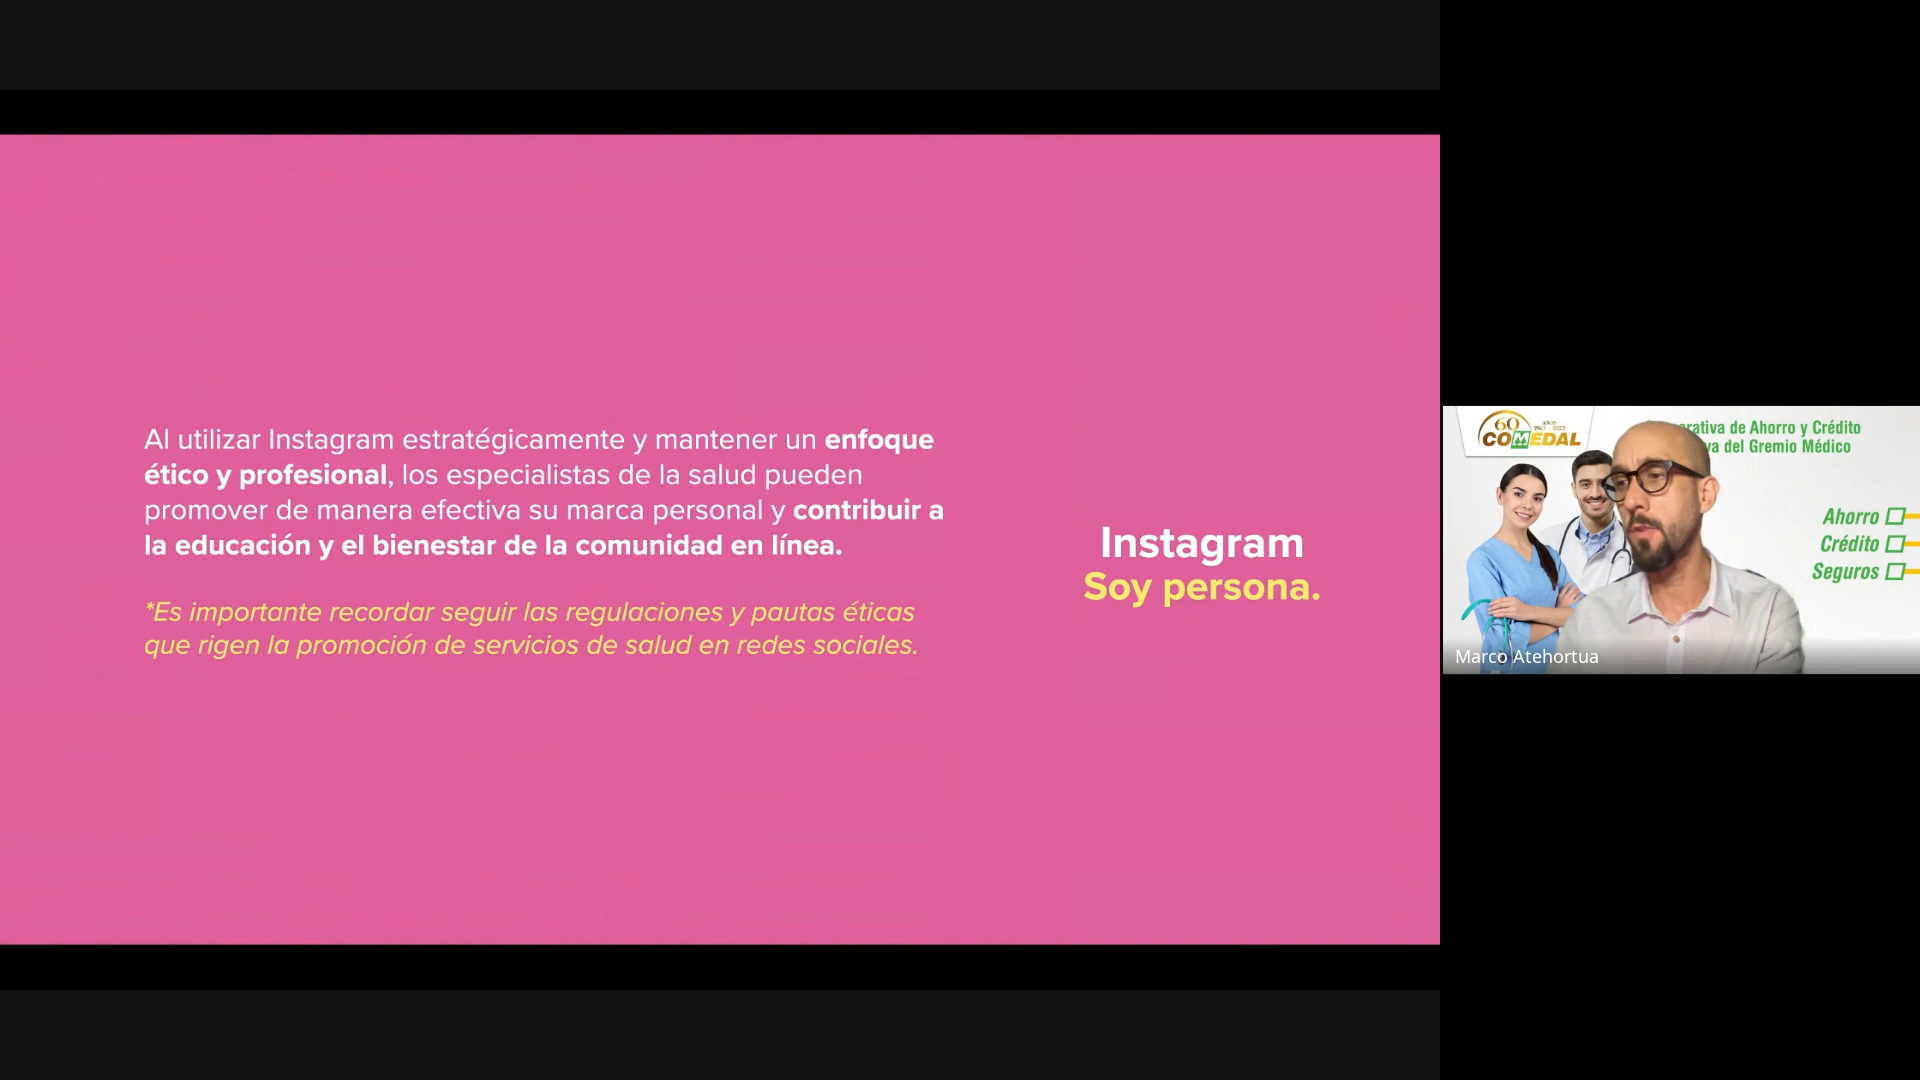 Al utilizar Instagram estratégicamente y mantener un enfoque
ético y profesional, los especialistas de la salud pueden
promover de manera efectiva su marca personal y contribuir a
la educación y el bienestar de la comunidad en línea.
*Es importante recordar seguir las regulaciones y pautas éticas
que rigen la promoción de servicios de salud en redes sociales.
Instagram
Soy persona.
60 AÑOS
COMEDAL
de Ahorro y Crédito
del Gremio Médico
Ahorro
Crédito
Seguros
Marco Atehortua